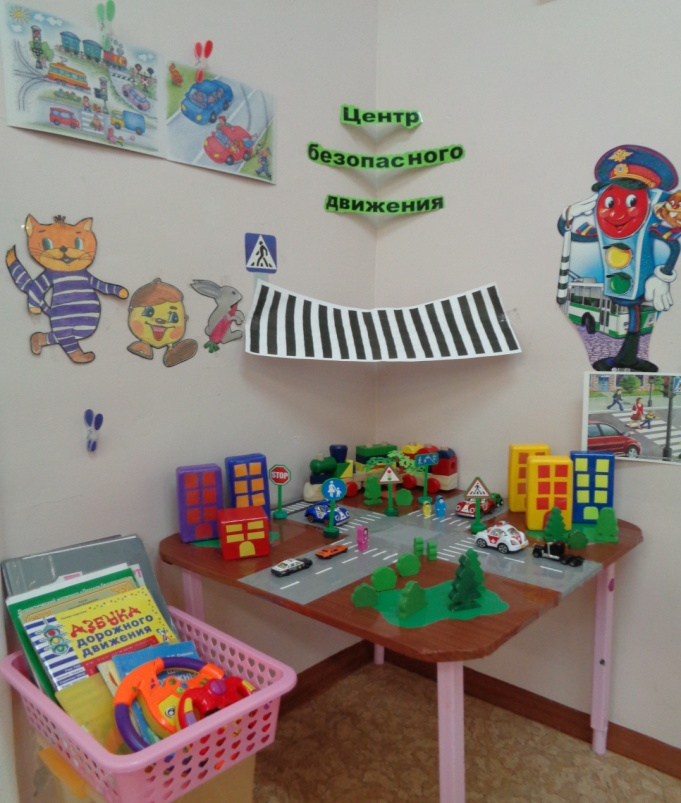 Центр
безопасного
движения
STOP
АЗБУКА
дорожного
движения